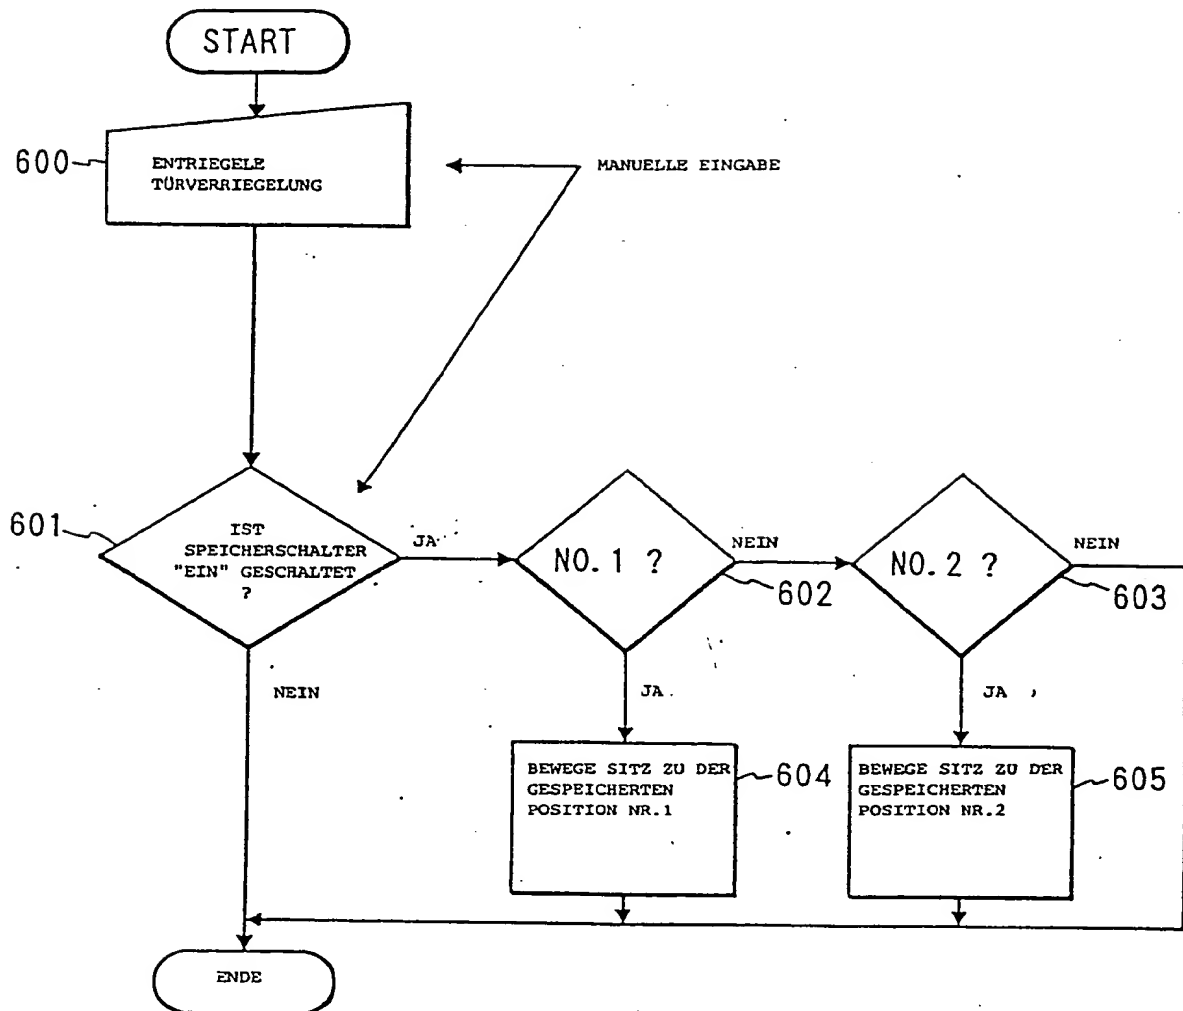 START
600
ENTRIEGELE
TÜRVERRIEGELUNG
MANUELLE EINGABE
601
IST
SPEICHERSCHALTER
"EIN" GESCHALTET
?
JA
NO. 1 ?
NEIN
602
NO. 2 ?
NEIN
603
NEIN
JA
JA
BEWEGE SITZ ZU DER
GESPEICHERTEN
POSITION NR.1
604
BEWEGE SITZ ZU DER
GESPEICHERTEN
POSITION NR.2
605
ENDE